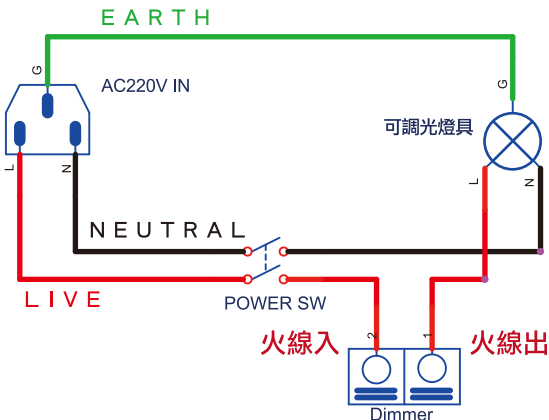 EARTH
G
AC220V IN
G
可調光燈具
L
N
L
N
NEUTRAL
LIVE
POWER SW
火線入
2
1
火線出
Dimmer